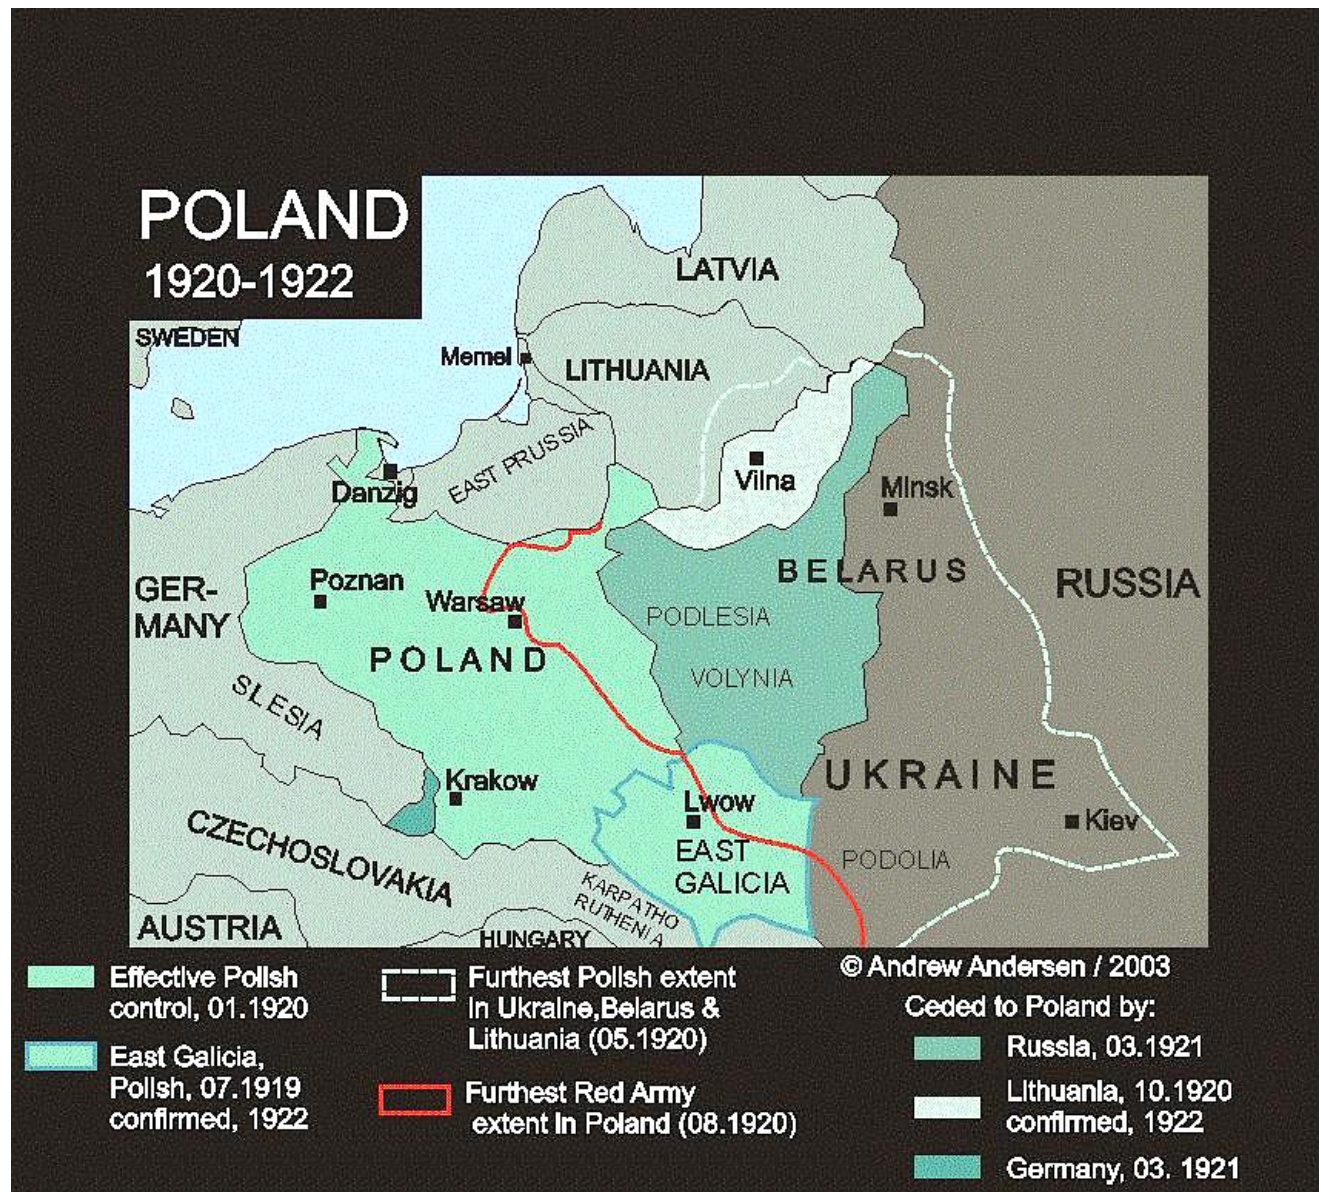 POLAND
1920-1922
SWEDEN
LATVIA
Memel
LITHUANIA
EAST PRUSSIA
Vilna
Danzig
Minsk
GER-
MANY
Poznan
Warsaw
BELARUS
RUSSIA
PODLESIA
POLAND
VOLYNIA
SLESIA
Krakow
UKRAINE
Lwow
Kiev
CZECHOSLOVAKIA
EAST
GALICIA
PODOLIA
KARPATHO
RUTHENIA
AUSTRIA
HUNGARY
Effective Polish
control, 01.1920
East Galicia,
Polish, 07.1919
confirmed, 1922
Furthest Polish extent
in Ukraine,Belarus &
Lithuania (05.1920)
Furthest Red Army
extent in Poland (08.1920)
© Andrew Andersen / 2003
Ceded to Poland by:
Russia, 03.1921
Lithuania, 10.1920
confirmed, 1922
Germany, 03. 1921